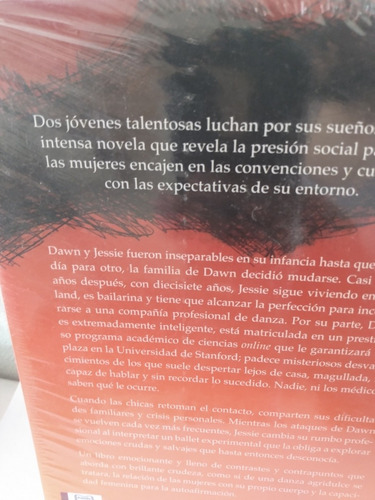 Dos jóvenes talentosas luchan por sus sueños
intensa novela que revela la presión social pa
las mujeres encajen en las convenciones y cu
con las expectativas de su entorno.
Dawn y Jessie fueron inseparables en su infancia hasta que
día para otro, la familia de Dawn decidió mudarse. Casi
años después, con diecisiete años, Jessie sigue viviendo en
land, es bailarina y tiene que alcanzar la perfección para inc
rarse a una compañía profesional de danza. Por su parte, D
es extremadamente inteligente, está matriculada en un prest
so programa académico de ciencias online que le garantizará
plaza en la Universidad de Stanford; padece misteriosos desva
cimientos de los que suele despertar lejos de casa, magullada,
capaz de hablar y sin recordar lo sucedido. Nadie, ni los médico
saben qué le ocurre.
Cuando las chicas retoman el contacto, comparten sus dificulta
des familiares y crisis personales. Mientras los ataques de Dawn
se vuelven cada vez más frecuentes, Jessie cambia su rumbo profe
sional al interpretar un ballet experimental que la obliga a explorar
emociones crudas y salvajes que hasta entonces desconocía.
Un libro emocionante y lleno de contrastes y contrapuntos que
aborda con brillante crudeza, como si de una danza agridulce se
tratara, la relación de las mujeres con su propio cuerpo y la capaci-
dad femenina para la autoafirmación.